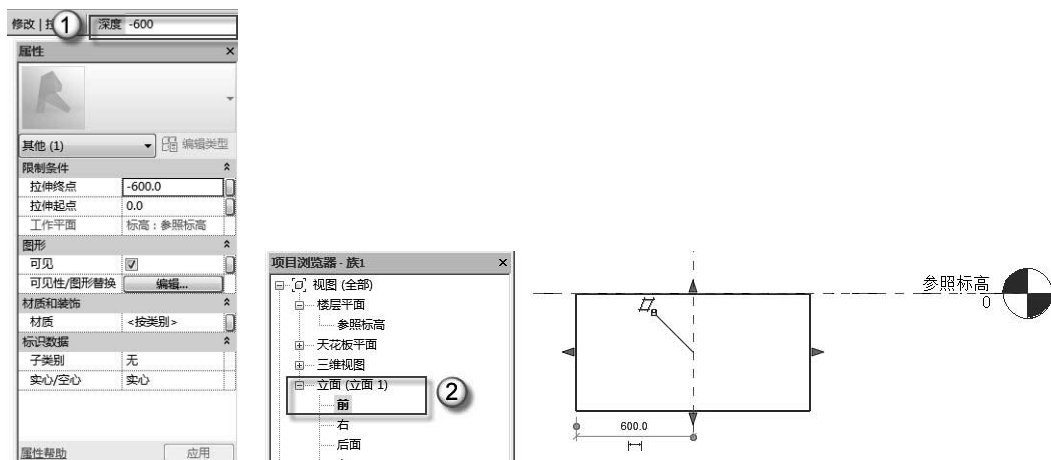 修改 | 拉
1
深度 -600
属性
其他 (1)
编辑类型
限制条件
拉伸终点 -600.0
拉伸起点 0.0
工作平面 标高 : 参照标高
图形
可见
可见性/图形替换 编辑...
材质和装饰
材质 <按类别>
标识数据
子类别 无
实心/空心 实心
属性帮助 应用
项目浏览器 - 族1
视图 (全部)
楼层平面
参照标高
天花板平面
三维视图
立面 (立面 1)
2
前
右
后面
参照标高
0
600.0